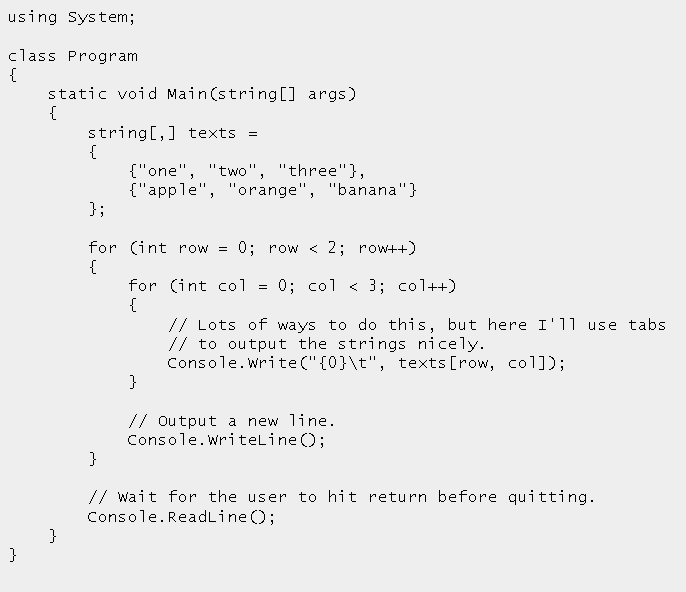 using System;

class Program
{
    static void Main(string[] args)
    {
        string[,] texts =
        {
            {"one", "two", "three"},
            {"apple", "orange", "banana"}
        };

        for (int row = 0; row < 2; row++)
        {
            for (int col = 0; col < 3; col++)
            {
                // Lots of ways to do this, but here I'll use tabs
                // to output the strings nicely.
                Console.Write("{0}\t", texts[row, col]);
            }

            // Output a new line.
            Console.WriteLine();
        }

        // Wait for the user to hit return before quitting.
        Console.ReadLine();
    }
}